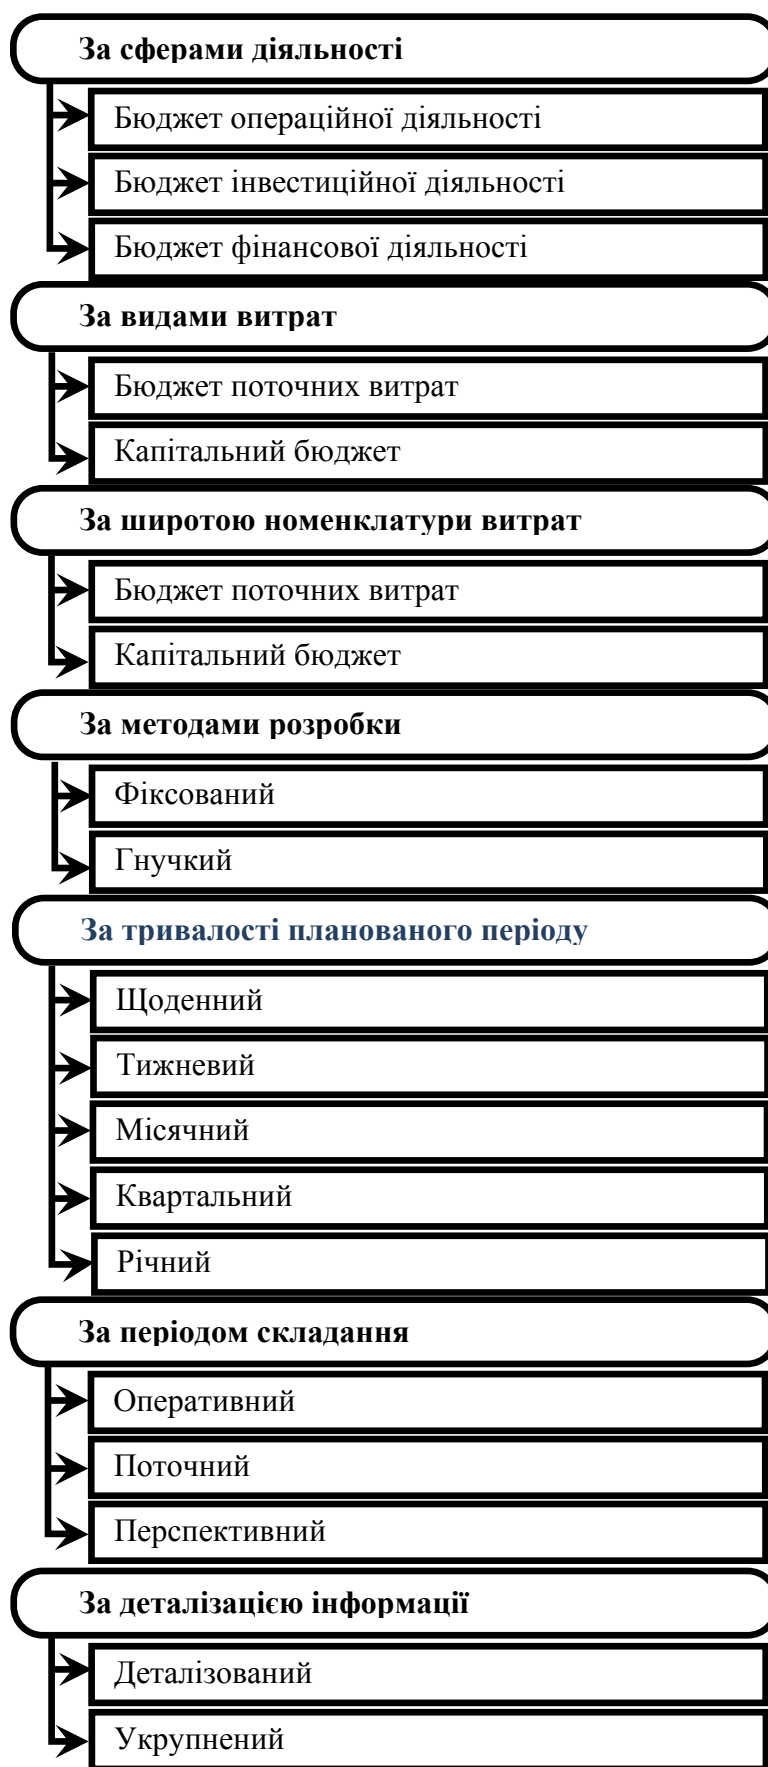 За сферами діяльності
Бюджет операційної діяльності
Бюджет інвестиційної діяльності
Бюджет фінансової діяльності
За видами витрат
Бюджет поточних витрат
Капітальний бюджет
За широтою номенклатури витрат
Бюджет поточних витрат
Капітальний бюджет
За методами розробки
Фіксований
Гнучкий
За тривалості планованого періоду
Щоденний
Тижневий
Місячний
Квартальний
Річний
За періодом складання
Оперативний
Поточний
Перспективний
За деталізацією інформації
Деталізований
Укрупнений